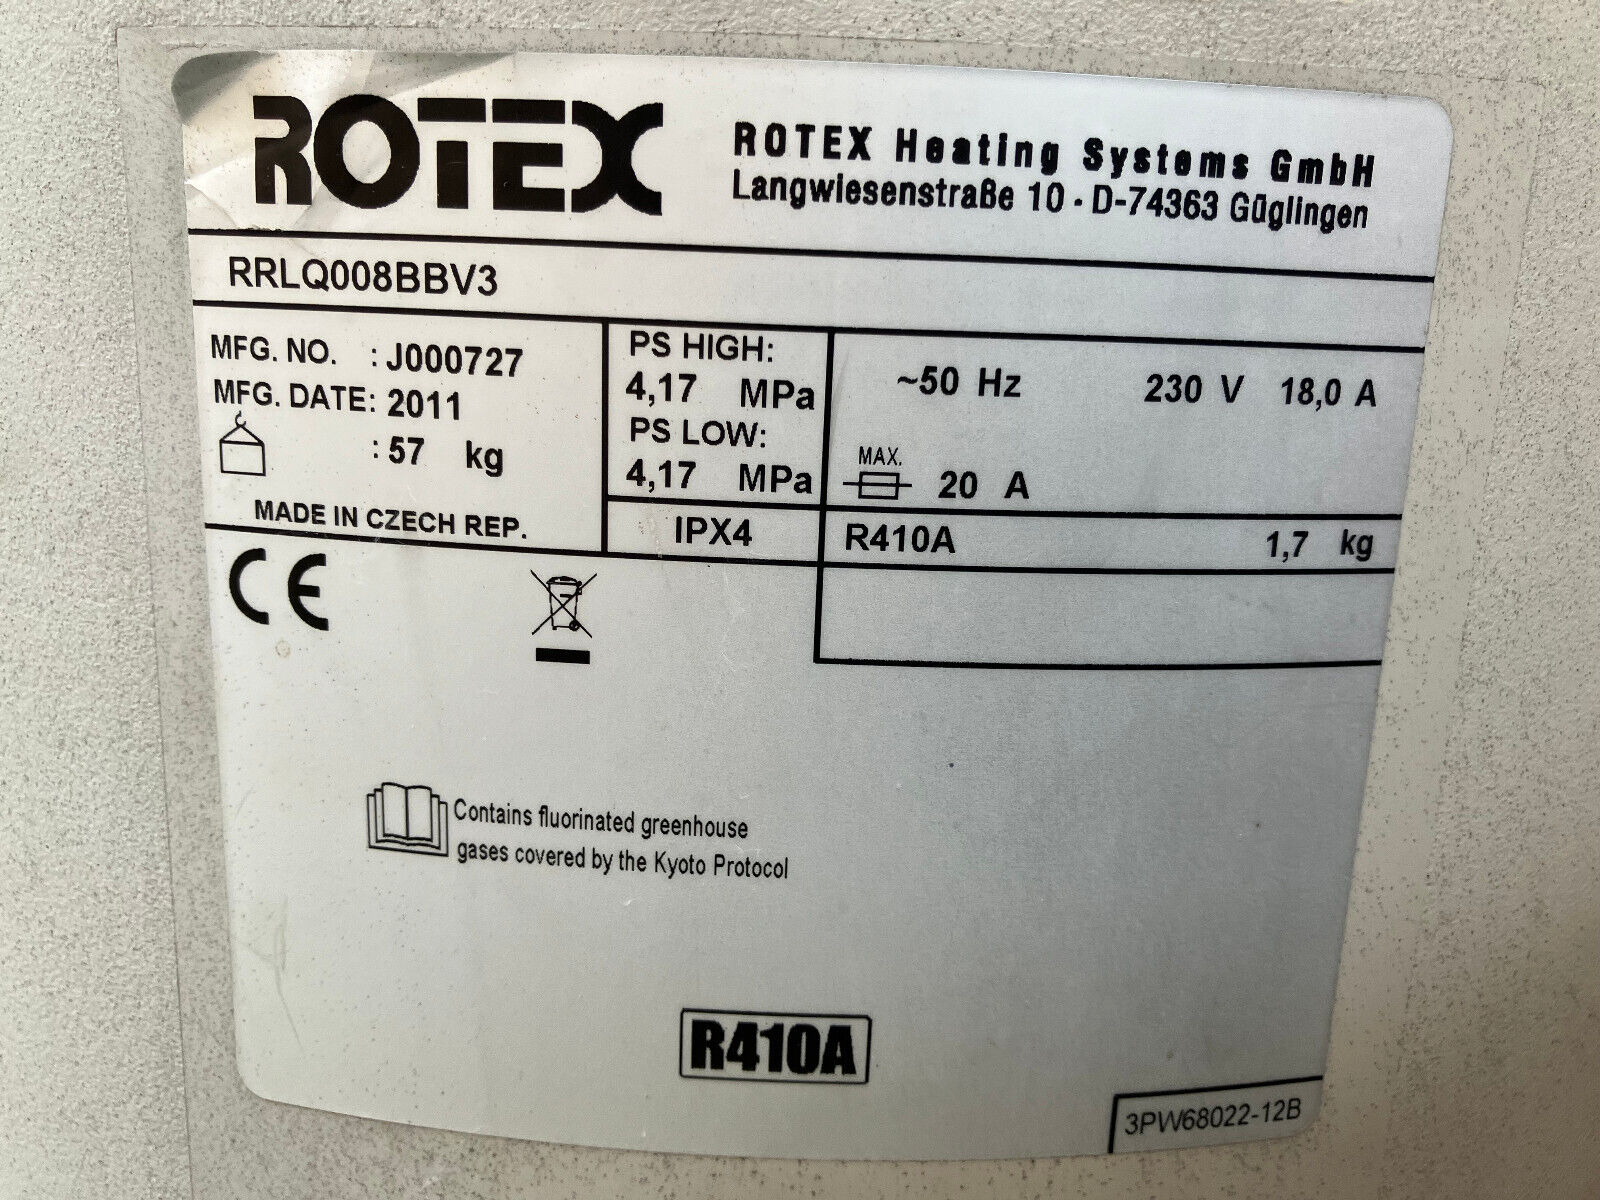 ROTEX
ROTEX Heating Systems GmbH
Langwiesenstraße 10 · D-74363 Güglingen
RRLQ008BBV3
MFG. NO. : J000727
MFG. DATE: 2011
: 57 kg
MADE IN CZECH REP.
PS HIGH:
4,17 MPa
PS LOW:
4,17 MPa
IPX4
~50 Hz 230 V 18,0 A
MAX.
20 A
R410A 1,7 kg
CE
Contains fluorinated greenhouse
gases covered by the Kyoto Protocol
R410A
3PW68022-12B